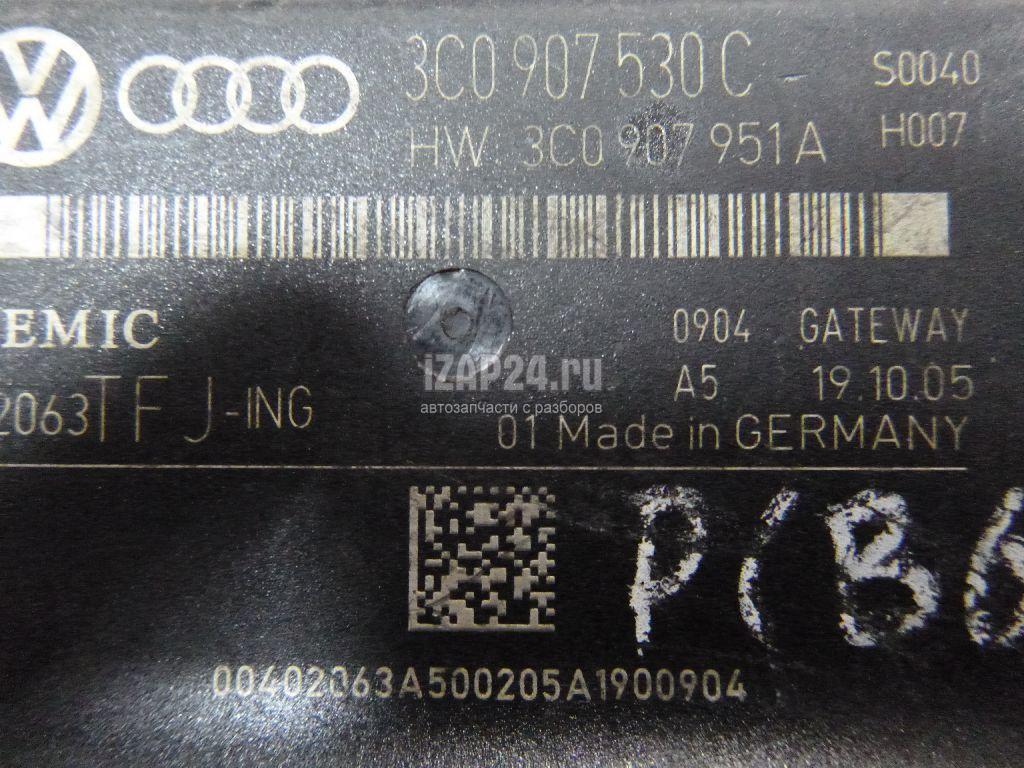 3C0 907 530 C - S0040
HW 3C0 907 951 A H007
EMIC
0904 GATEWAY
A5 19.10.05
2063TFJ-ING
01 Made in GERMANY
iZAP24.ru
автозапчасти с разборов
00402063A500205A1900904